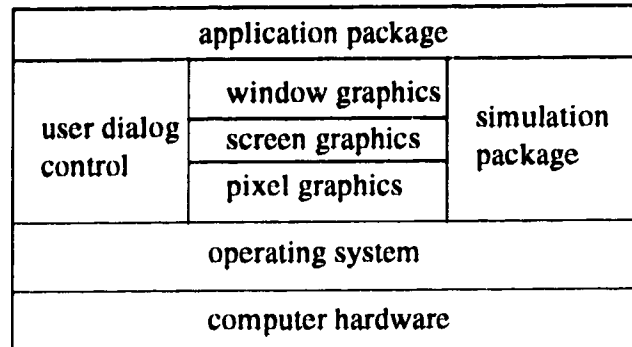 application package
user dialog
control
window graphics
screen graphics
pixel graphics
simulation
package
operating system
computer hardware